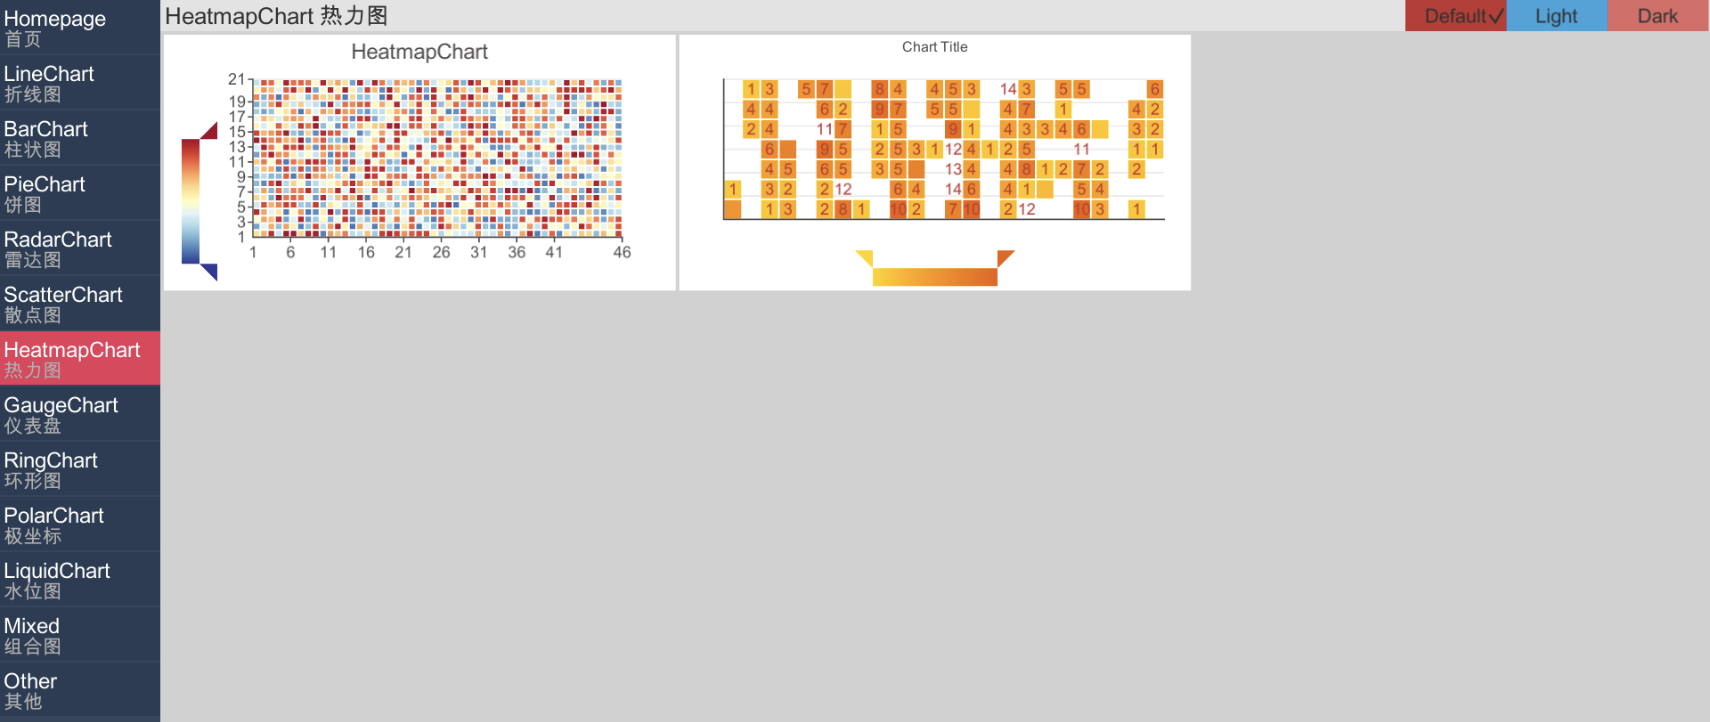 Homepage
首页
LineChart
折线图
BarChart
柱状图
PieChart
饼图
RadarChart
雷达图
ScatterChart
散点图
HeatmapChart
热力图
GaugeChart
仪表盘
RingChart
环形图
PolarChart
极坐标
LiquidChart
水位图
Mixed
组合图
Other
其他
HeatmapChart 热力图
Default✓ Light Dark
HeatmapChart
21
19
17
15
13
11
9
7
5
3
1
1 6 11 16 21 26 31 36 41 46
Chart Title
1 3 5 7 8 4 4 5 3 14 3 5 5 6
4 4 6 2 9 7 5 5 4 7 1 4 2
2 4 11 7 1 5 9 1 4 3 3 4 6 3 2
6 9 5 2 5 3 1 12 4 1 2 5 11 1 1
4 5 6 5 3 5 13 4 4 8 1 2 7 2 2
1 3 2 2 12 6 4 14 6 4 1 5 4
1 3 2 8 1 10 2 7 10 2 12 10 3 1